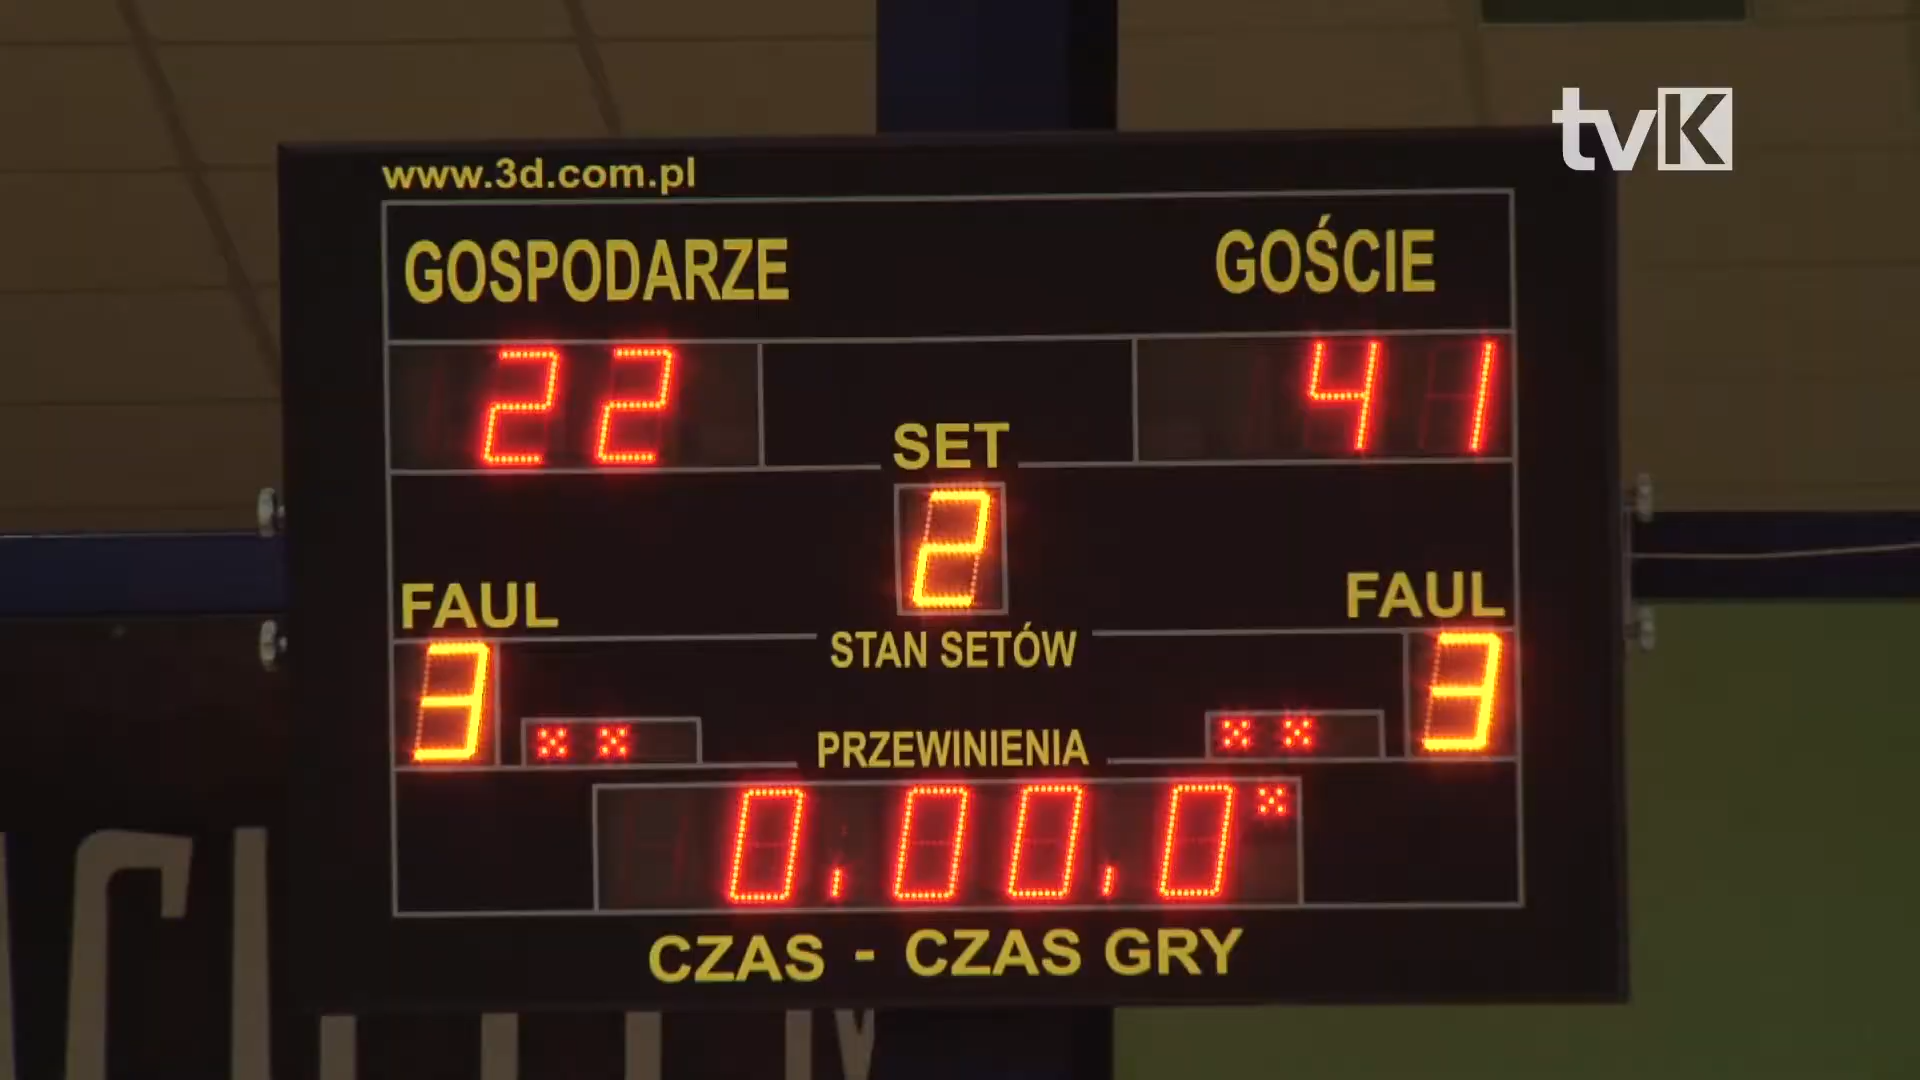 tvK
www.3d.com.pl
GOSPODARZE GOŚCIE
22 41
SET
2
FAUL FAUL
STAN SETÓW
3 3
PRZEWINIENIA
0.00.0
CZAS - CZAS GRY